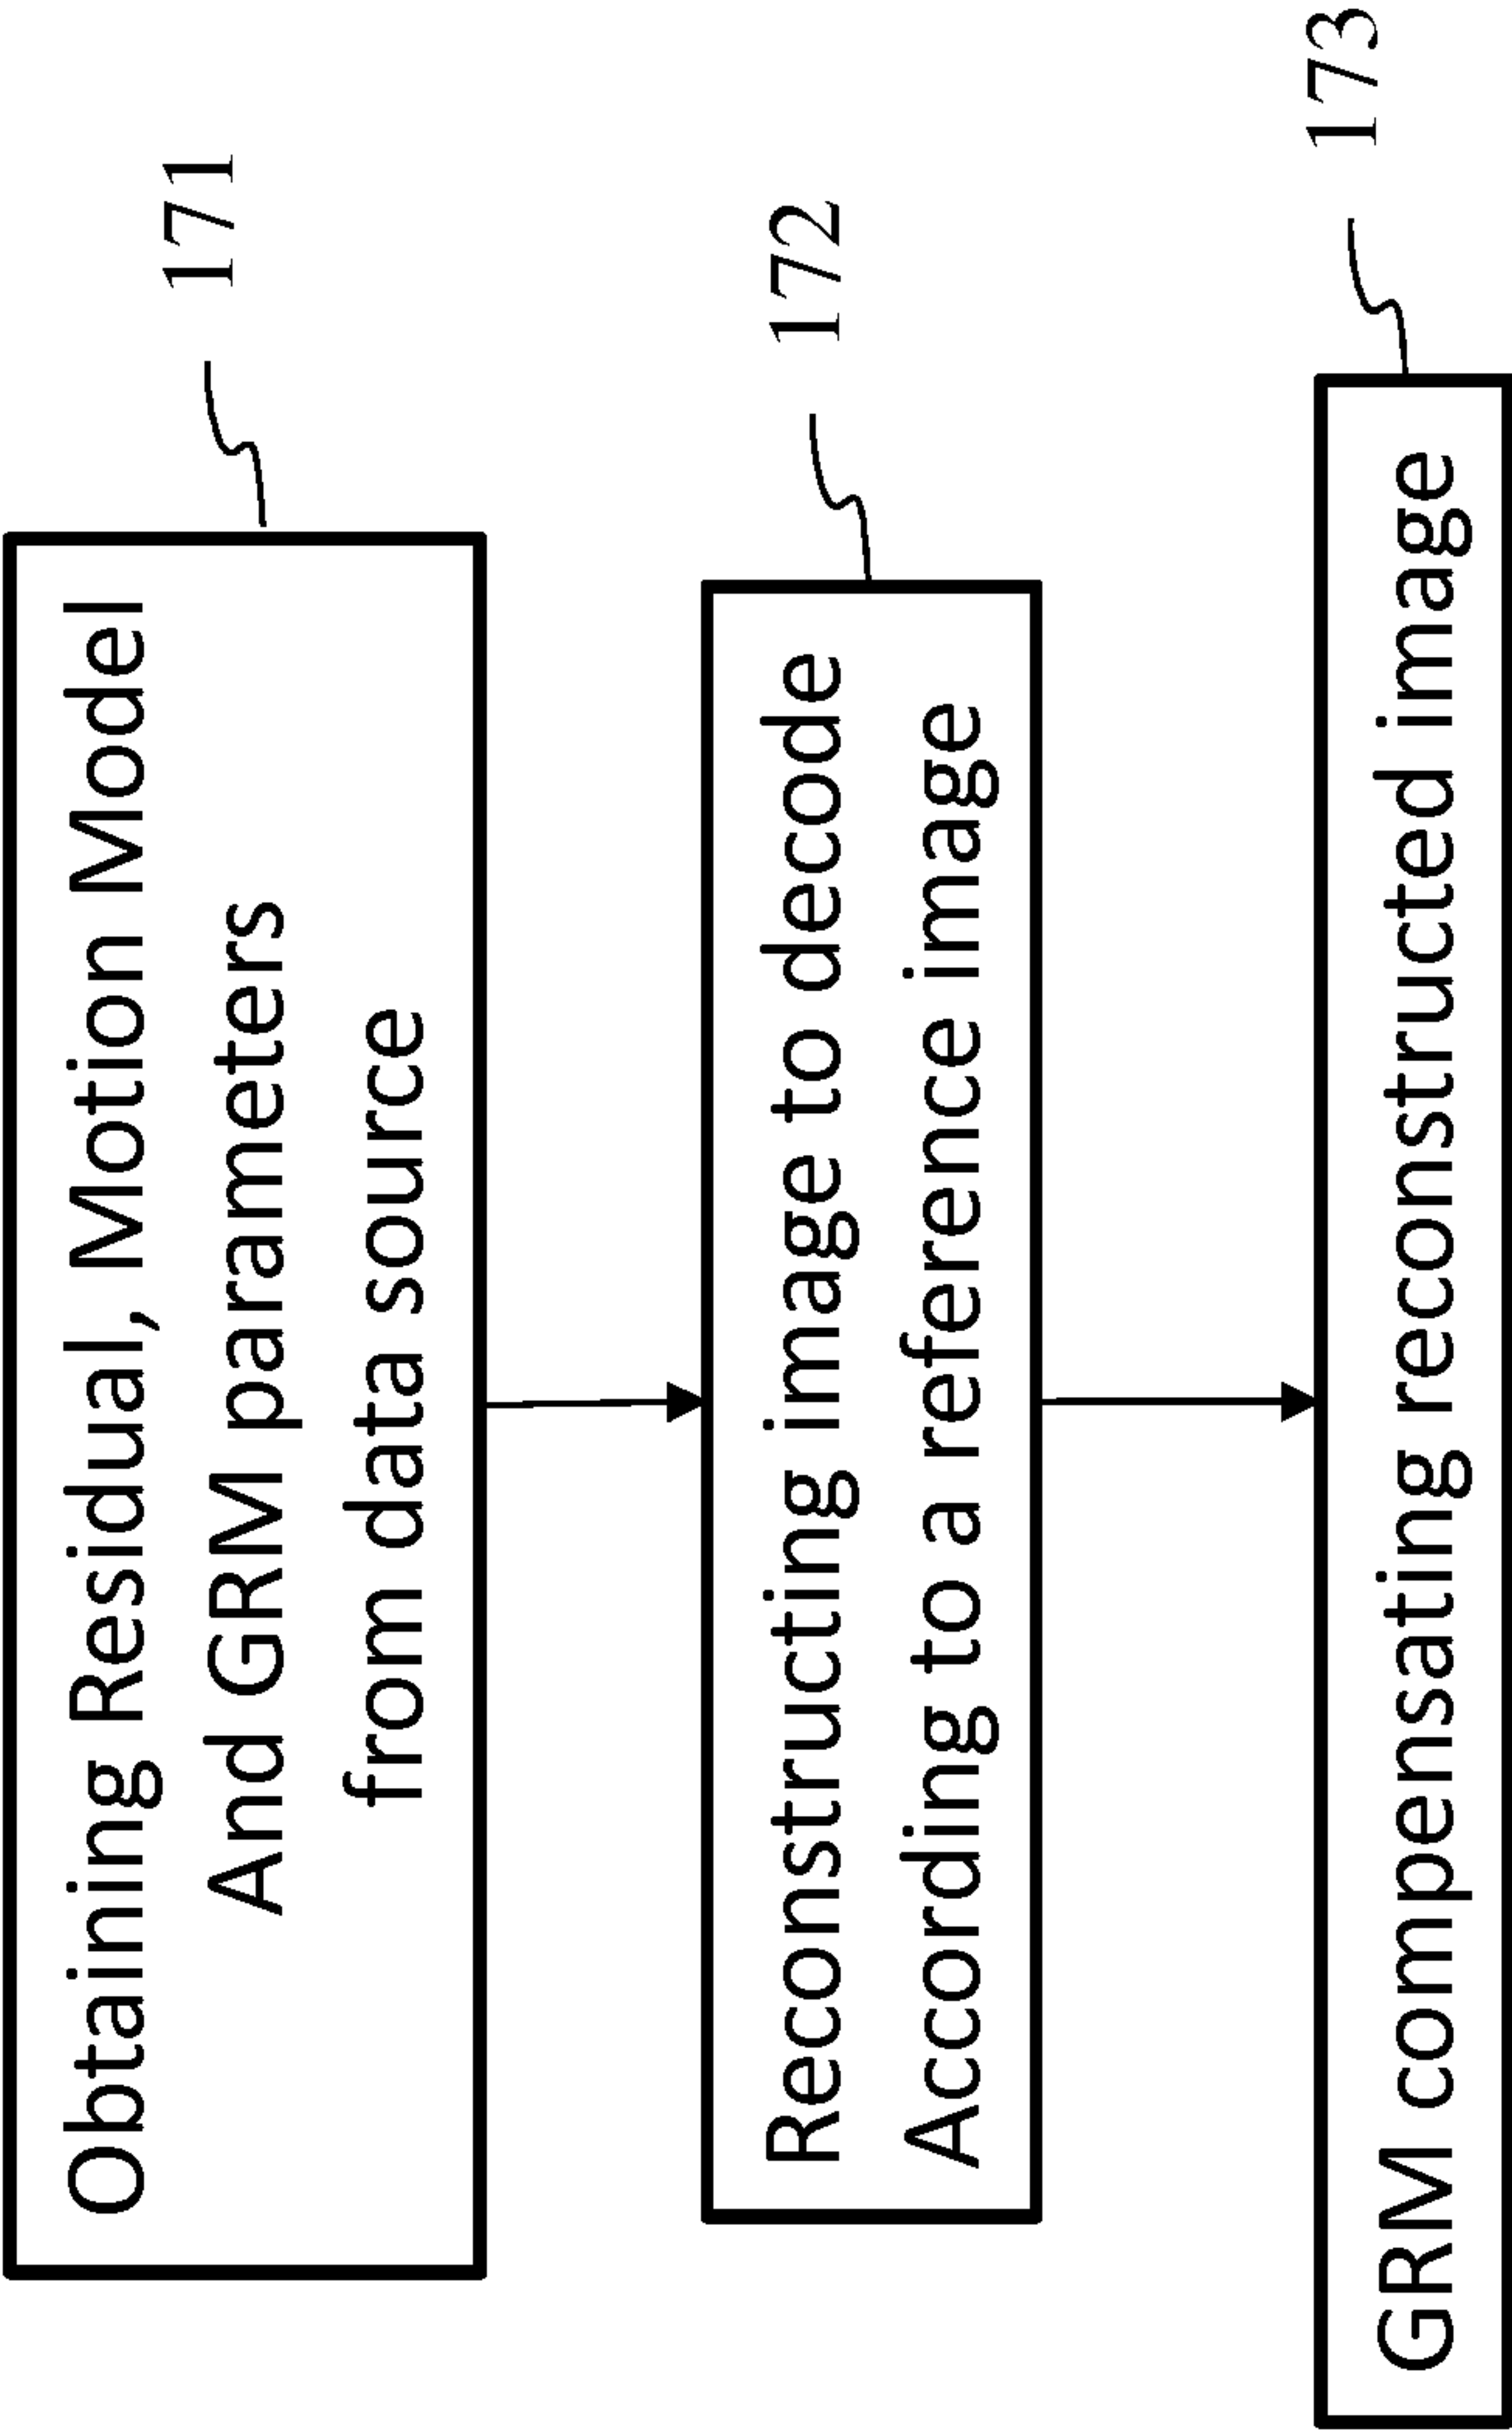 Obtaining Residual, Motion Model
And GRM parameters
from data source
171
Reconstructing image to decode
According to a reference image
172
GRM compensating reconstructed image
173